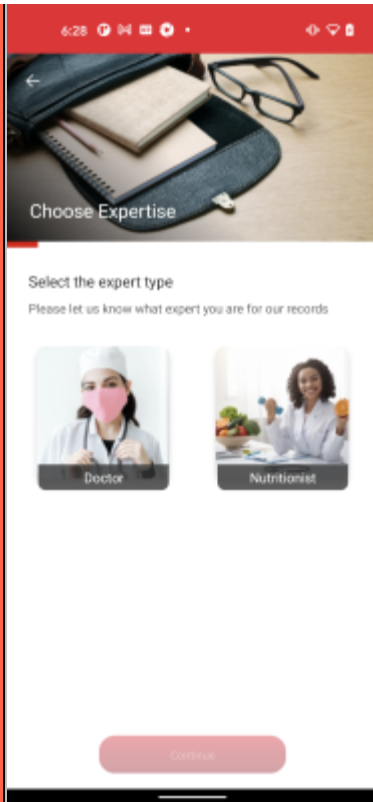 6:28
Choose Expertise
Select the expert type
Please let us know what expert you are for our records
Doctor
Nutritionist
Continue